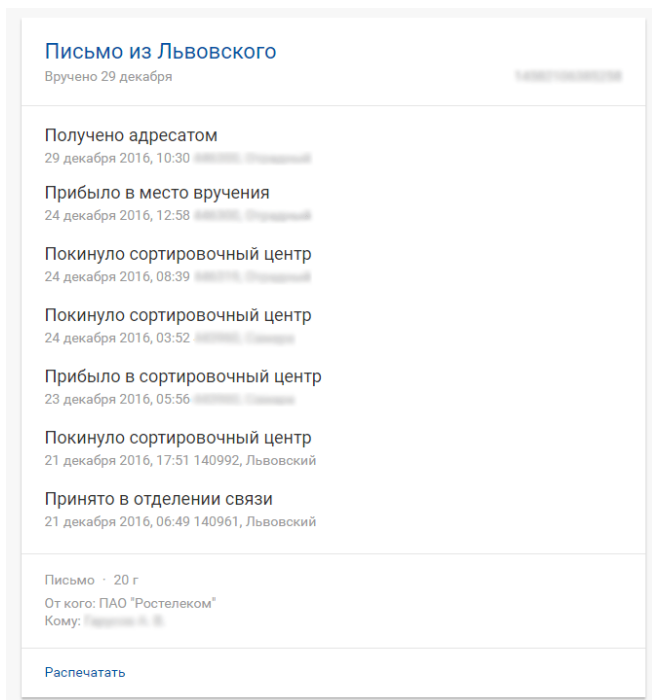 Письмо из Львовского
Вручено 29 декабря
Получено адресатом
29 декабря 2016, 10:30
Прибыло в место вручения
24 декабря 2016, 12:58
Покинуло сортировочный центр
24 декабря 2016, 08:39
Покинуло сортировочный центр
24 декабря 2016, 03:52
Прибыло в сортировочный центр
23 декабря 2016, 05:56
Покинуло сортировочный центр
21 декабря 2016, 17:51 140992, Львовский
Принято в отделении связи
21 декабря 2016, 06:49 140961, Львовский
Письмо · 20 г
От кого: ПАО "Ростелеком"
Кому:
Распечатать